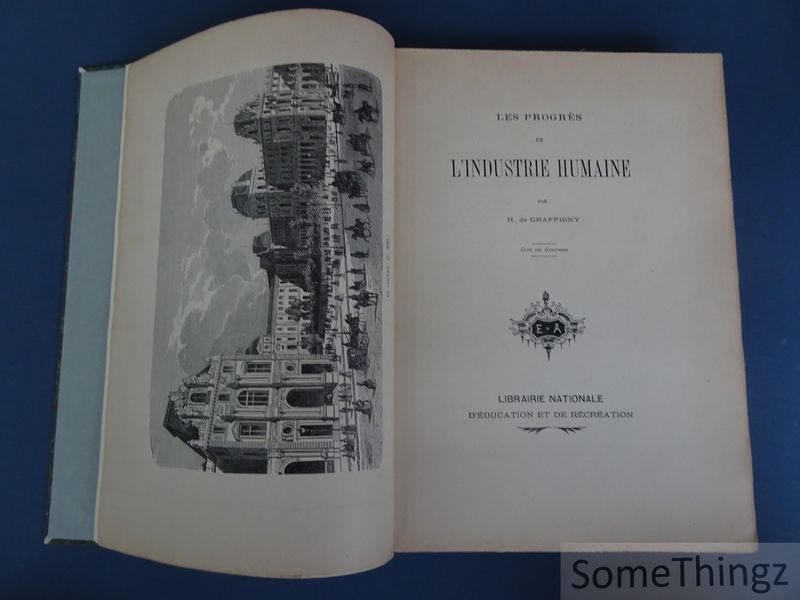 LES PROGRÈS
DE
L'INDUSTRIE HUMAINE
PAR
H. de GRAFFIGNY
E A
LIBRAIRIE NATIONALE
D'ÉDUCATION ET DE RÉCRÉATION
SomeThingz